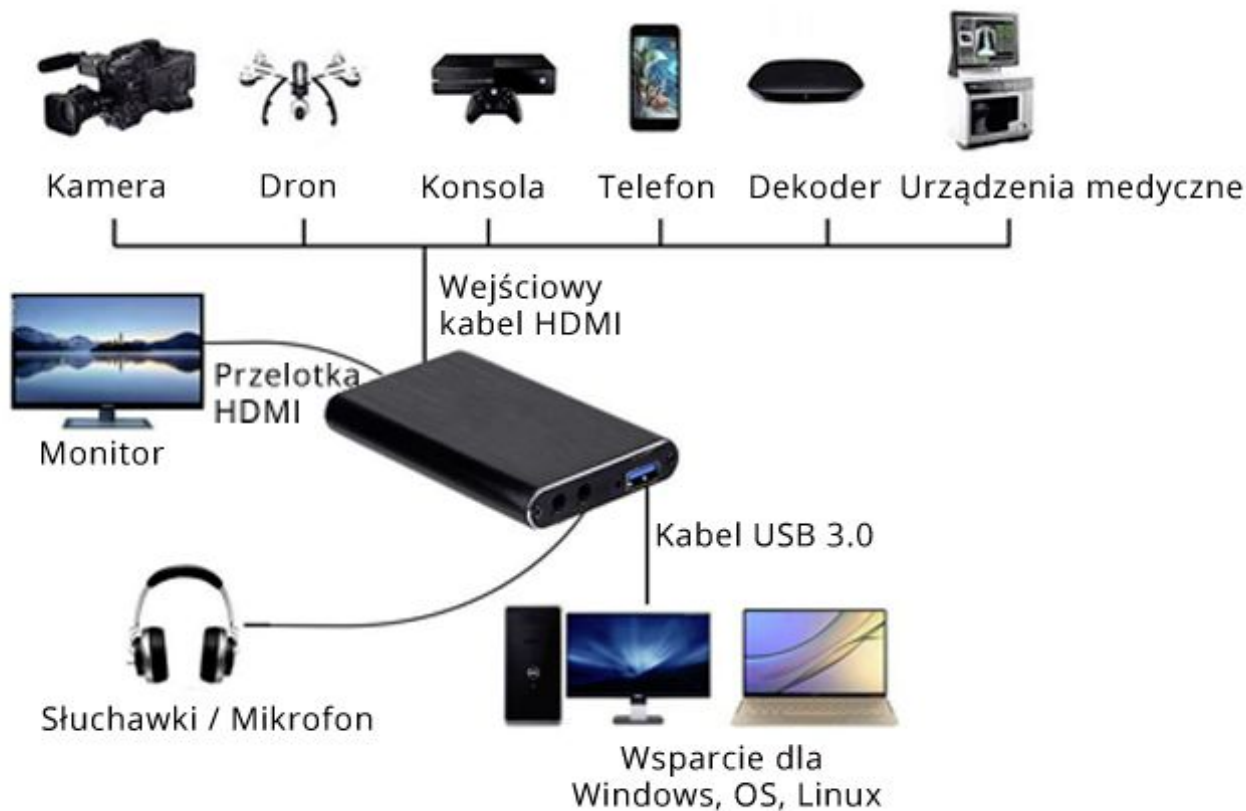 Kamera
Dron
Konsola
Telefon
Dekoder
Urządzenia medyczne
Wejściowy
kabel HDMI
Przelotka
HDMI
Monitor
Kabel USB 3.0
Słuchawki / Mikrofon
Wsparcie dla
Windows, OS, Linux